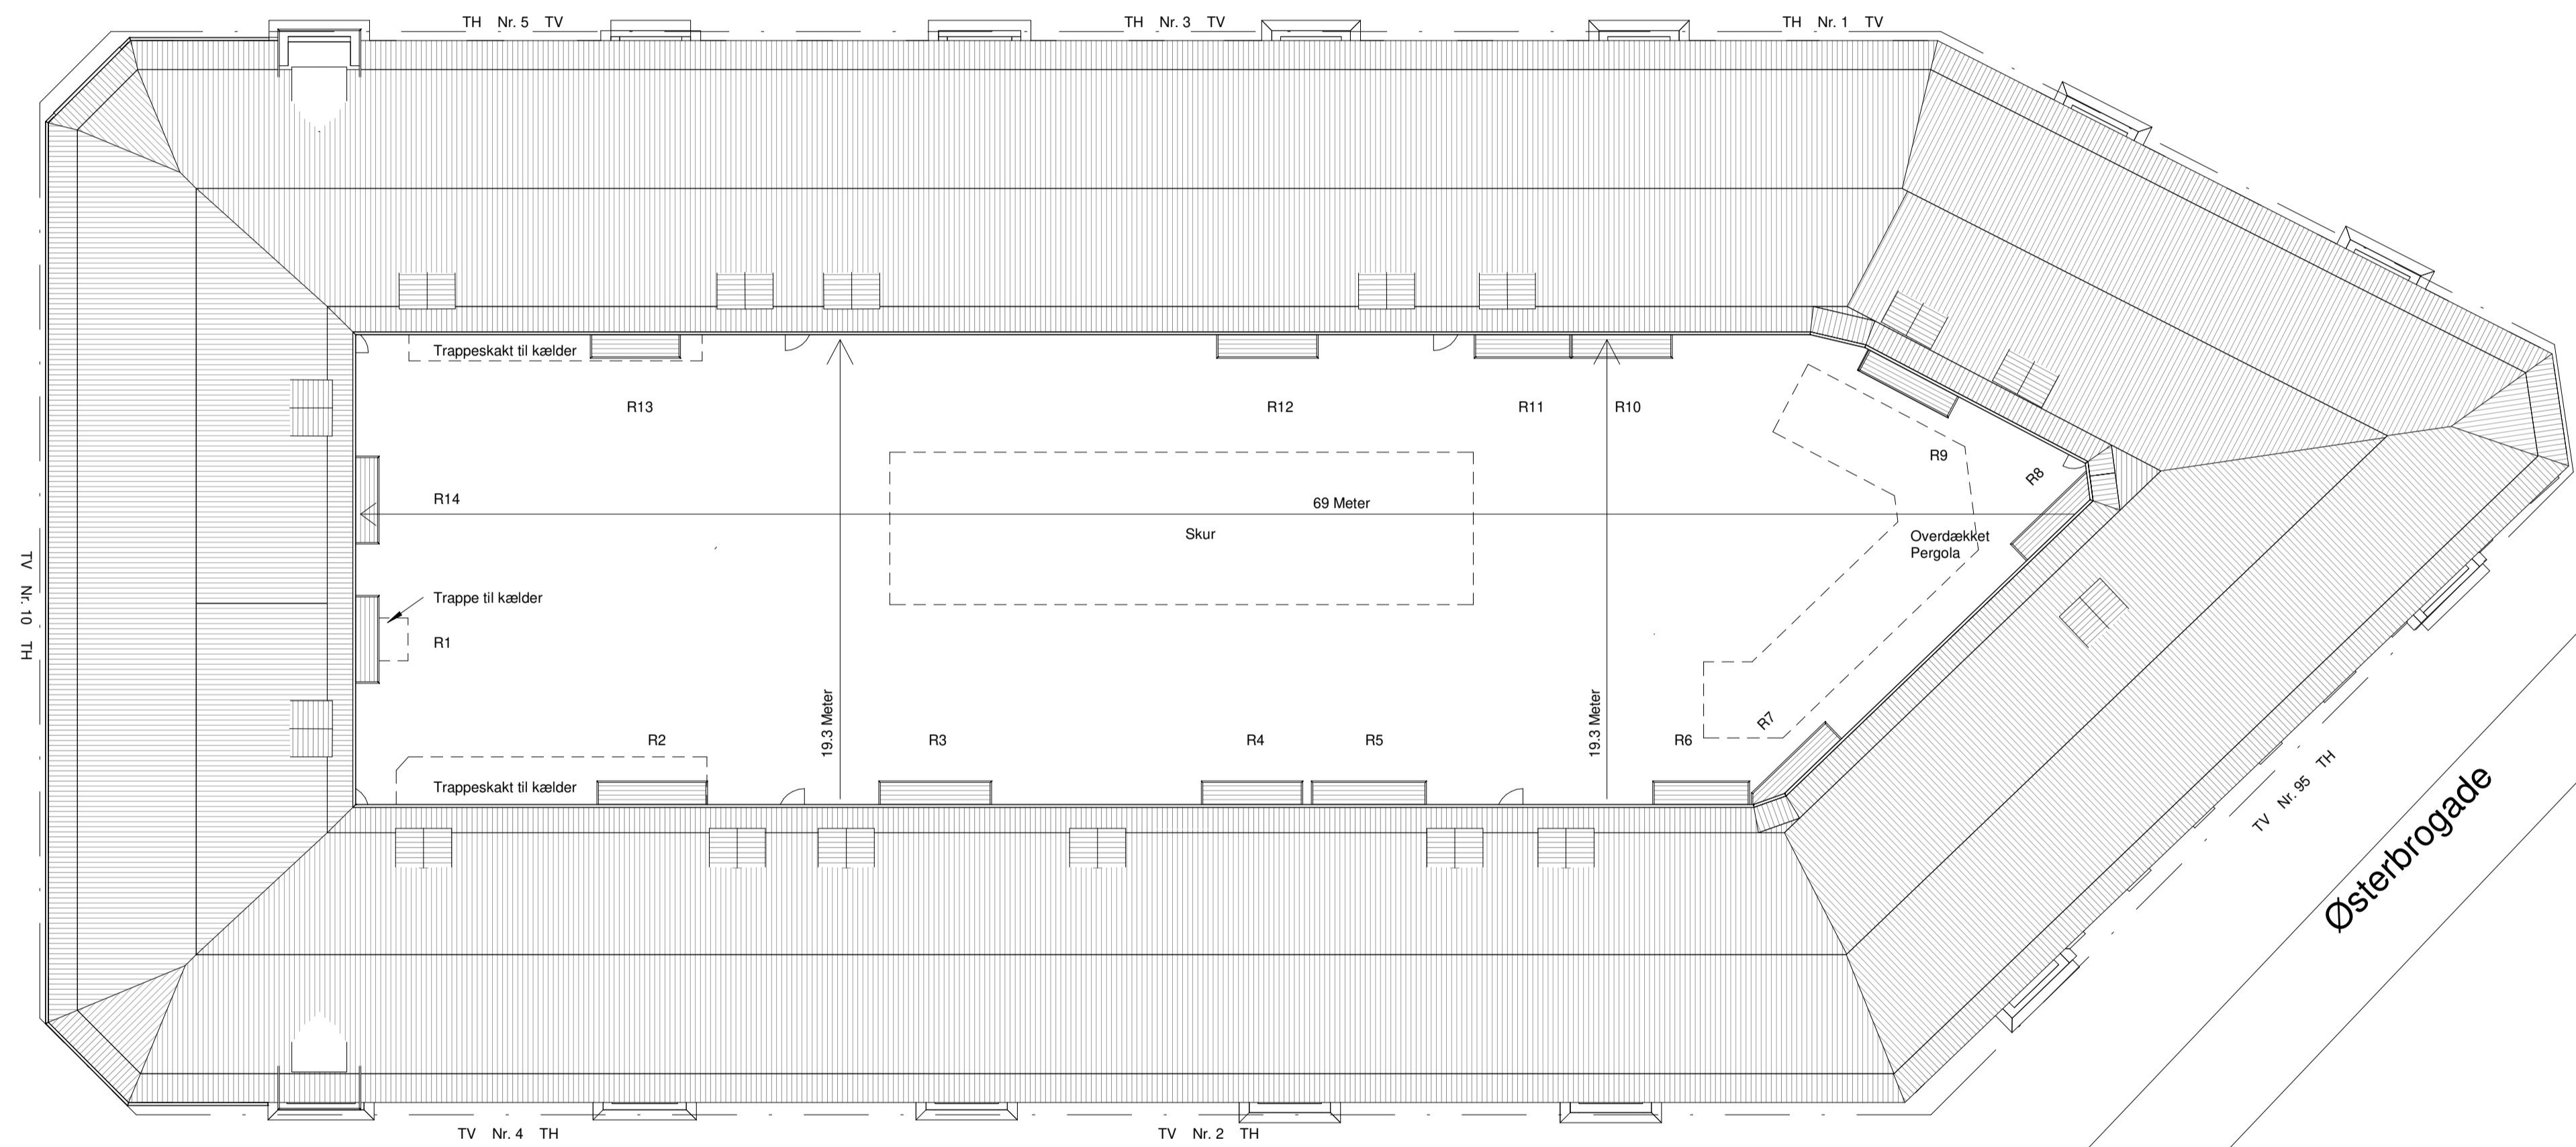 TH Nr. 5 TV
TH Nr. 3 TV
TH Nr. 1 TV
Trappeskakt til kælder
R13
R12
R11
R10
R9
R8
R14
69 Meter
Skur
Overdækket
Pergola
Trappe til kælder
R1
TV Nr. 10 TH
19.3 Meter
19.3 Meter
R2
R3
R4
R5
R6
R7
Trappeskakt til kælder
TV Nr. 95 TH
Østerbrogade
TV Nr. 4 TH
TV Nr. 2 TH